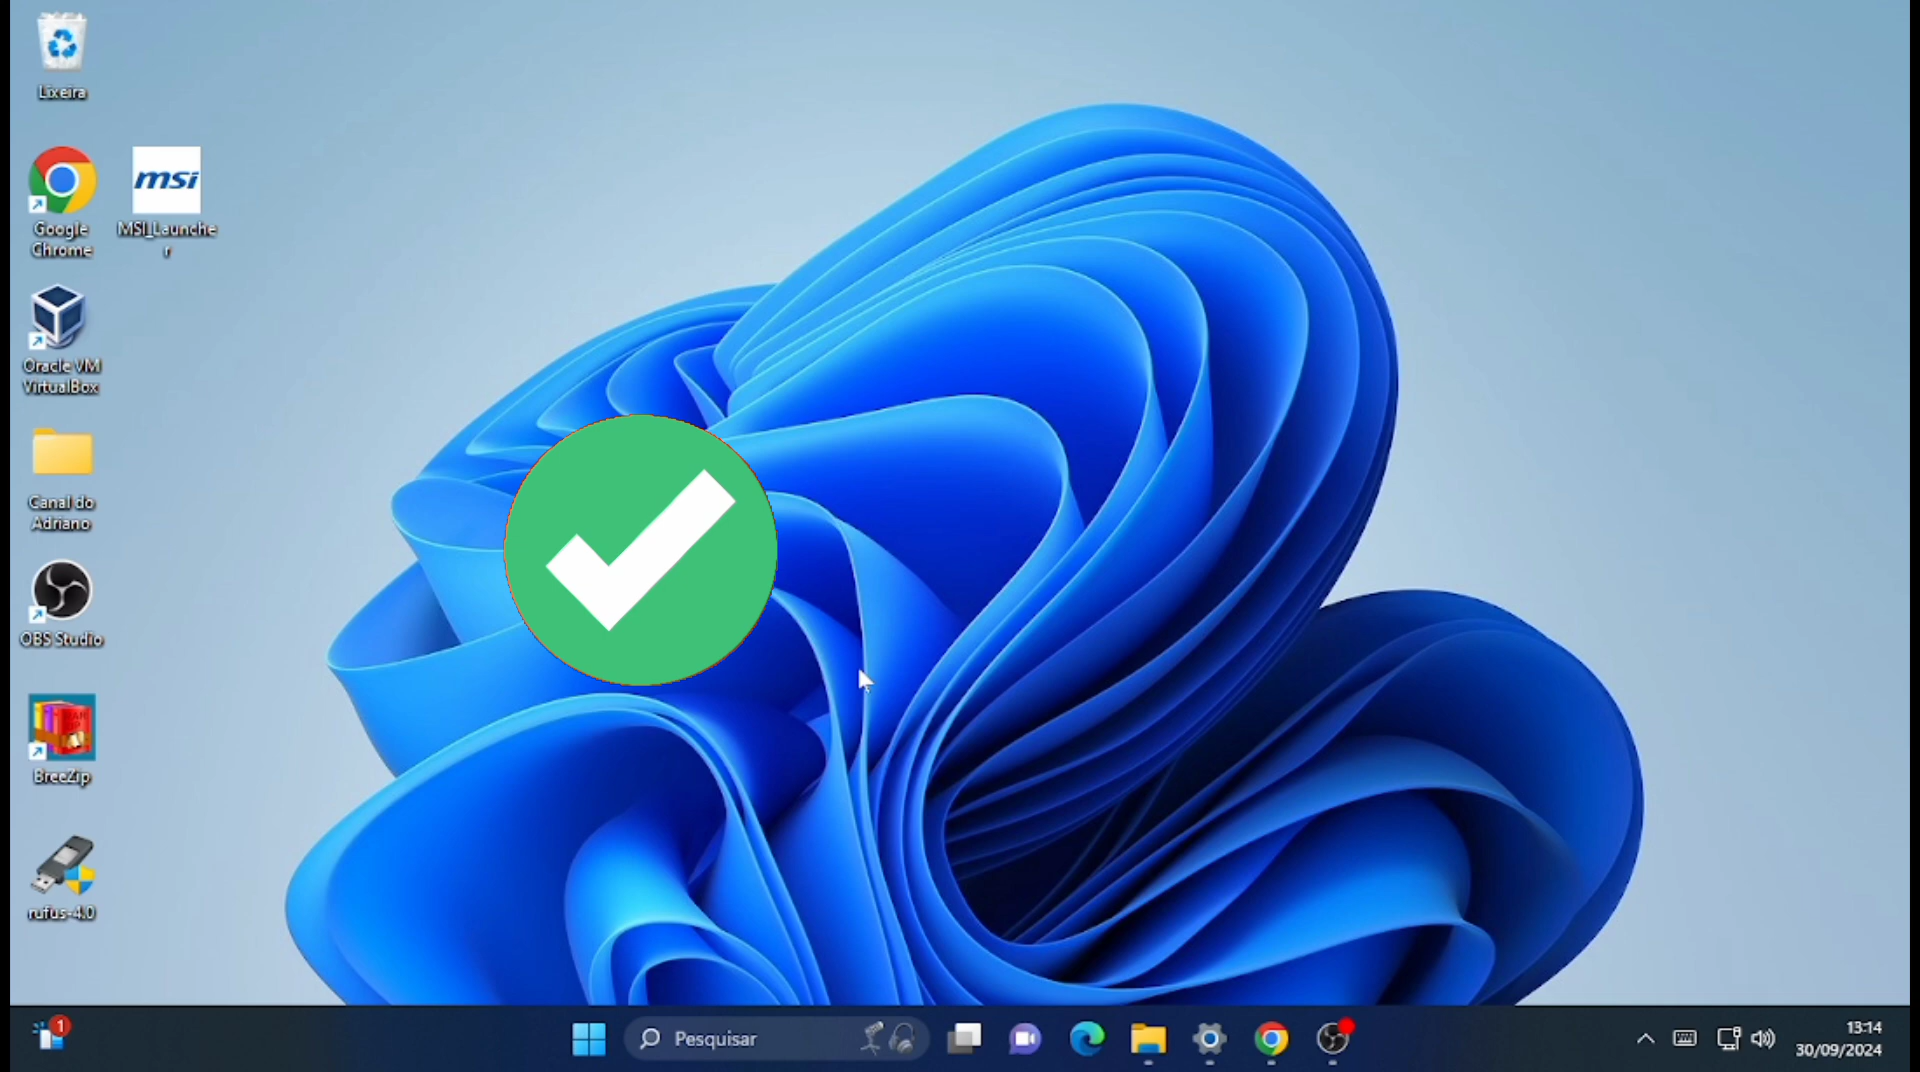 Lixeira
Google
Chrome
msi
MSI_Launche
r
Oracle VM
VirtualBox
Canal do
Adriano
OBS Studio
BreeZip
rufus-4.0
1
Pesquisar
13:14
30/09/2024